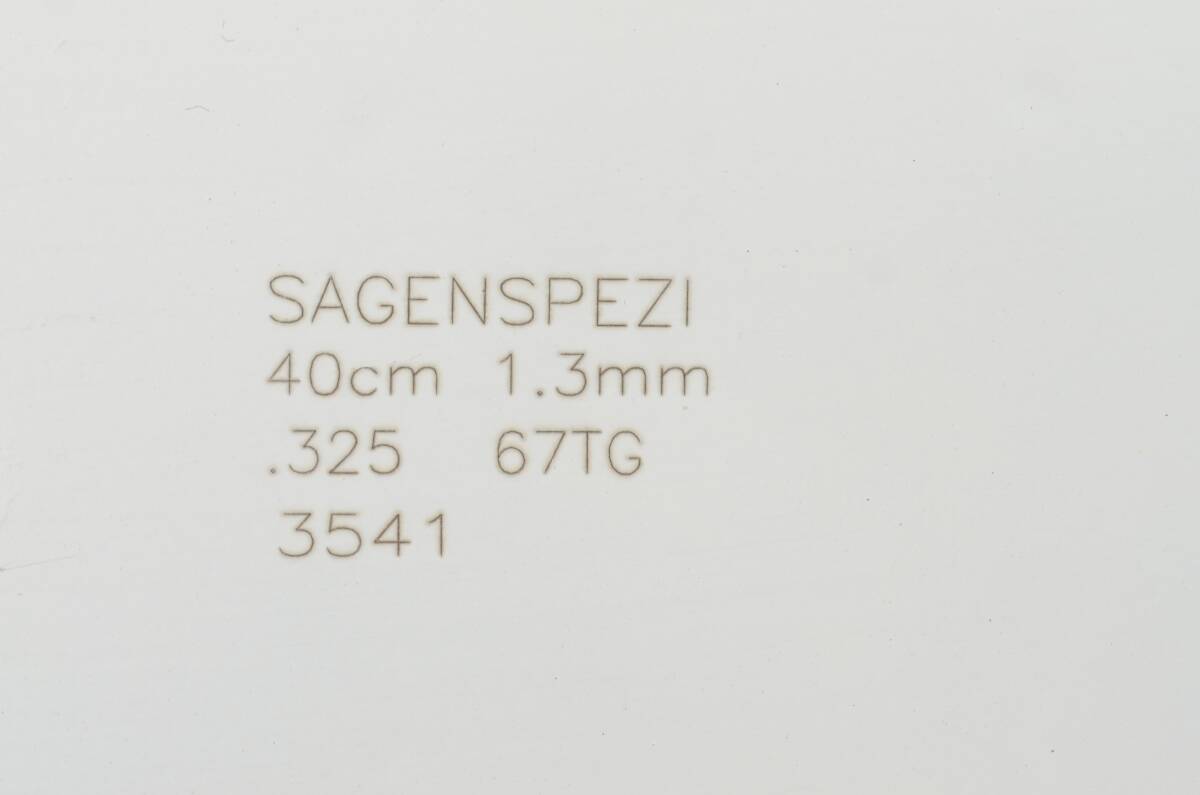 SAGENSPEZI
40cm 1.3mm
.325 67TG
3541